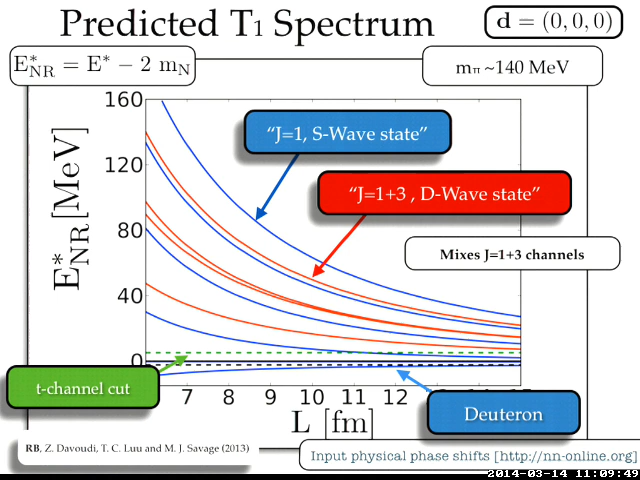 Predicted T₁ Spectrum
d = (0, 0, 0)
E*NR = E* − 2 mN
mπ ~140 MeV
160
120
80
40
0
E*NR [MeV]
“J=1, S-Wave state”
“J=1+3 , D-Wave state”
Mixes J=1+3 channels
t-channel cut
7 8 9 10 11 12
L [fm]
Deuteron
RB, Z. Davoudi, T. C. Luu and M. J. Savage (2013)
Input physical phase shifts [http://nn-online.org]
2014-03-14 11:09:49